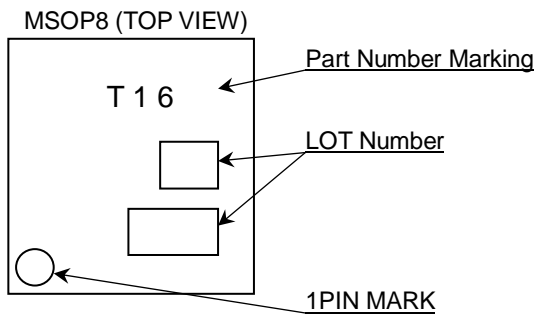 MSOP8 (TOP VIEW)
Part Number Marking
T 1 6
LOT Number
1PIN MARK